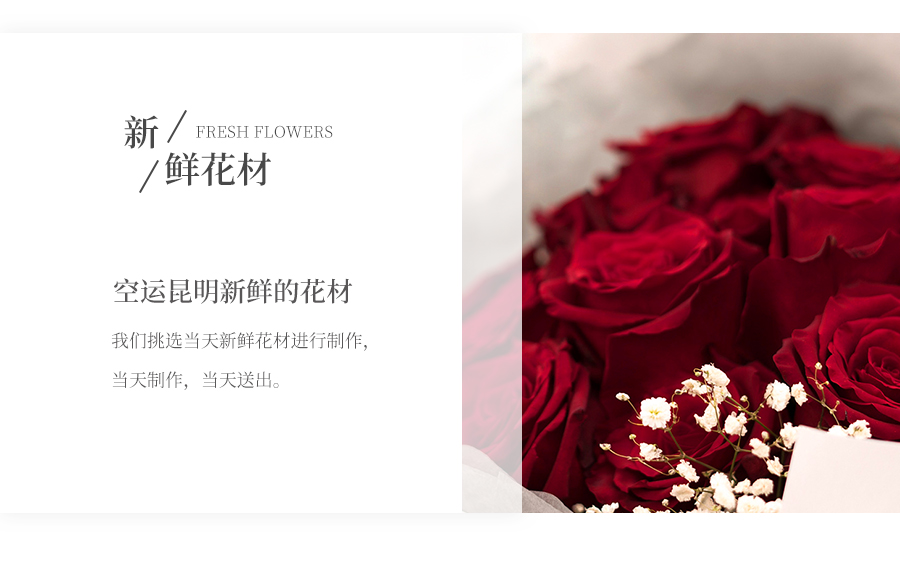 新
FRESH FLOWERS
鲜花材
空运昆明新鲜的花材
我们挑选当天新鲜花材进行制作，
当天制作，当天送出。